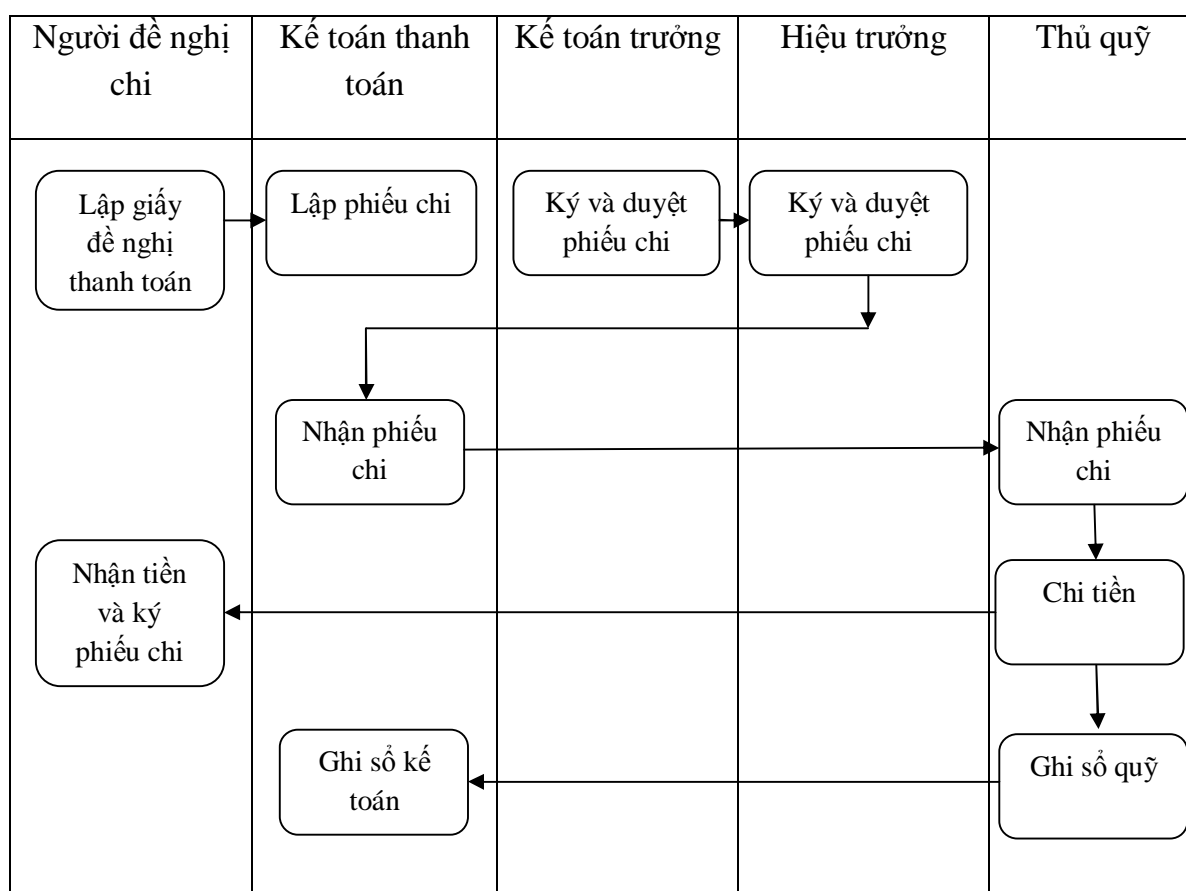 Người đề nghị
chi
Kế toán thanh
toán
Kế toán trưởng
Hiệu trưởng
Thủ quỹ
Lập giấy
đề nghị
thanh toán
Lập phiếu chi
Ký và duyệt
phiếu chi
Ký và duyệt
phiếu chi
Nhận phiếu
chi
Nhận phiếu
chi
Nhận tiền
và ký
phiếu chi
Chi tiền
Ghi sổ kế
toán
Ghi sổ quỹ